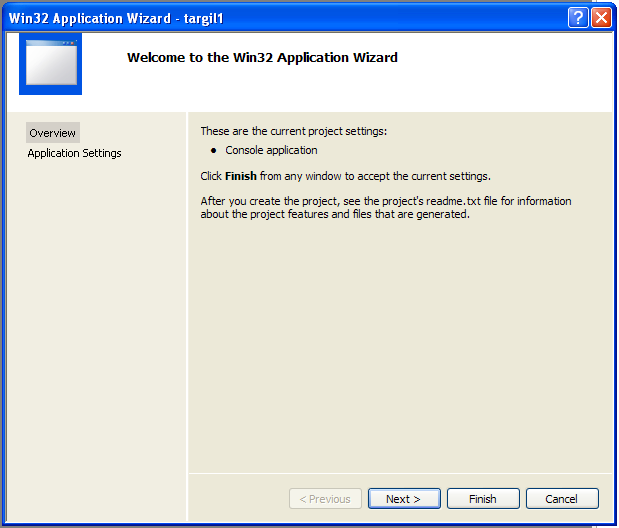 Win32 Application Wizard - targil1
Welcome to the Win32 Application Wizard
Overview
Application Settings
These are the current project settings:
• Console application
Click Finish from any window to accept the current settings.
After you create the project, see the project's readme.txt file for information
about the project features and files that are generated.
< Previous
Next >
Finish
Cancel